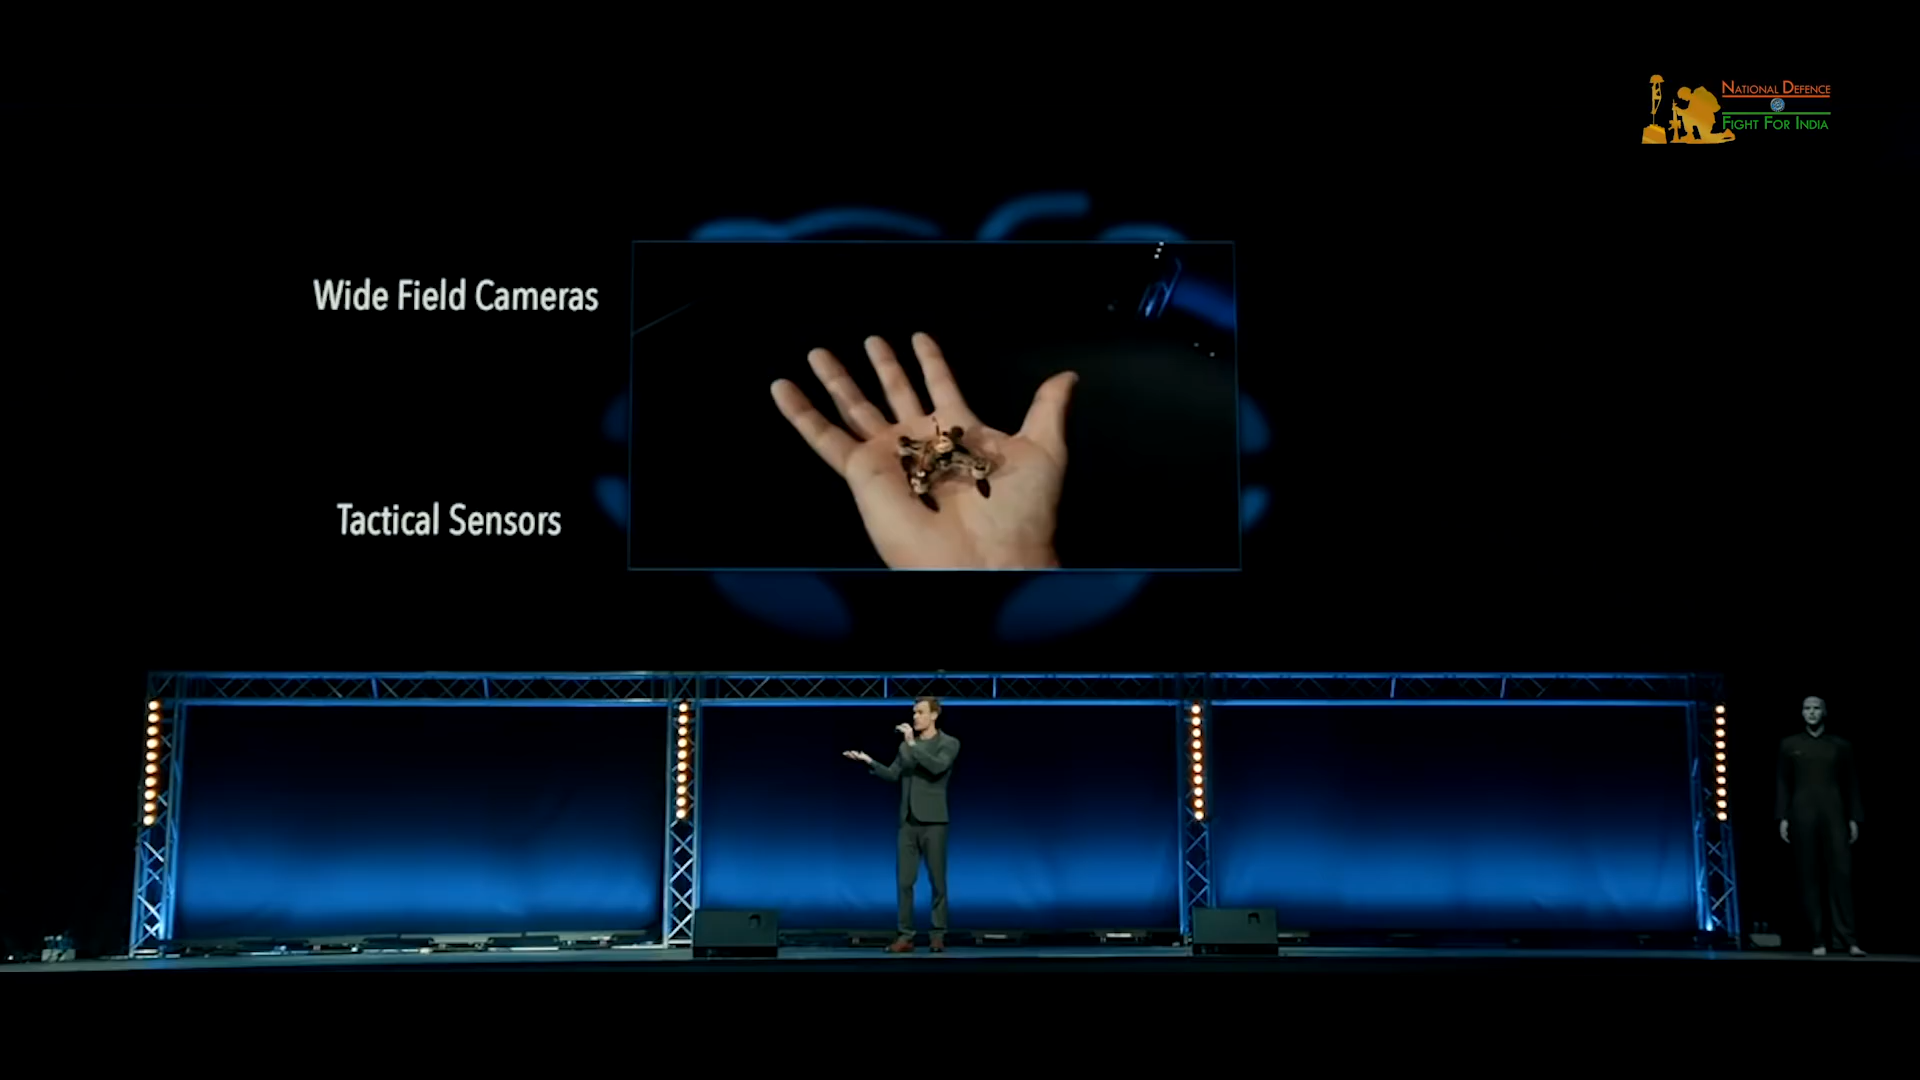 National Defence
Fight For India
Wide Field Cameras
Tactical Sensors